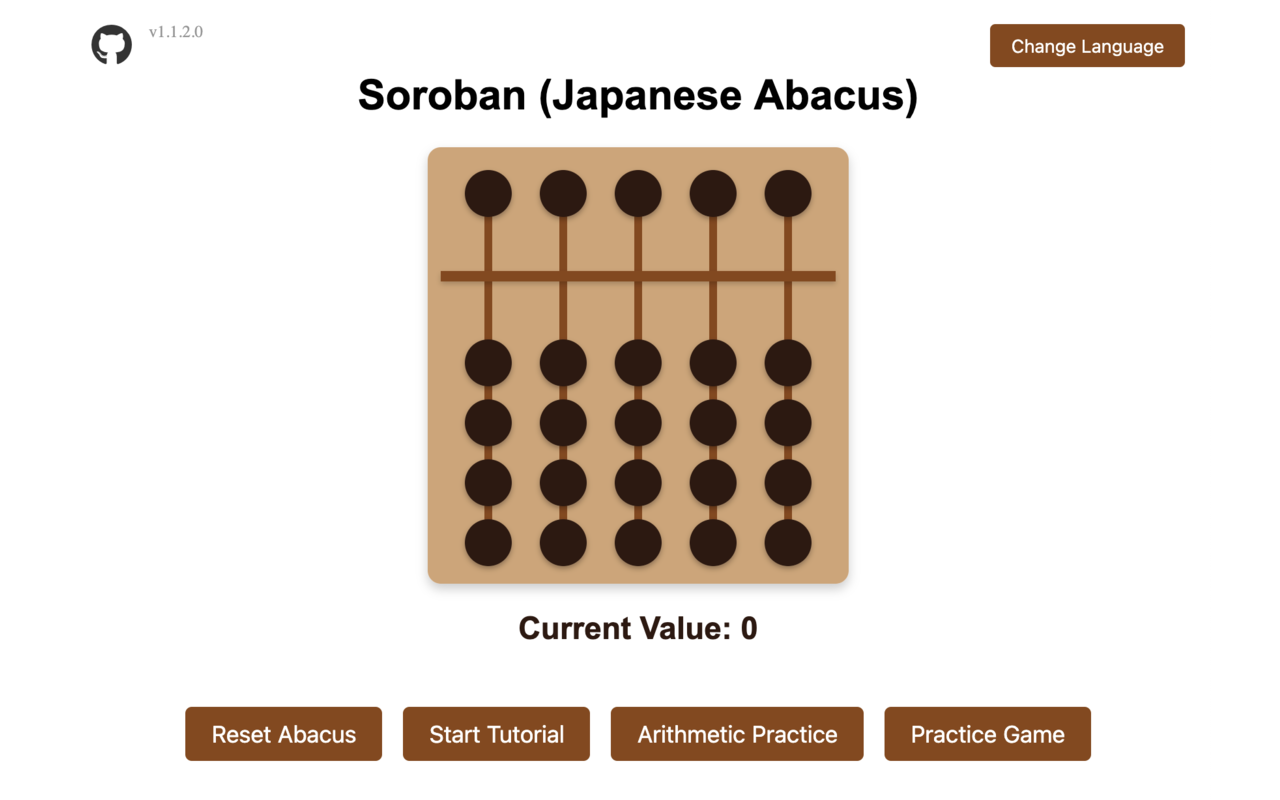 v1.1.2.0
Change Language
Soroban (Japanese Abacus)
Current Value: 0
Reset Abacus
Start Tutorial
Arithmetic Practice
Practice Game